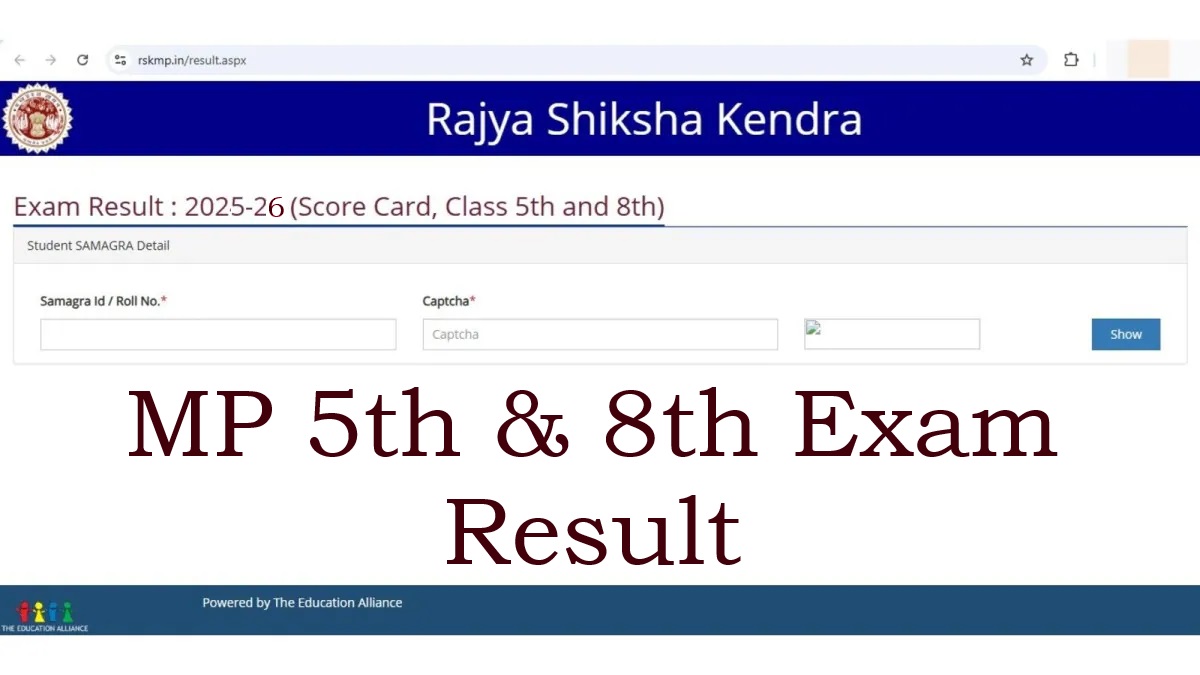 rskmp.in/result.aspx
Rajya Shiksha Kendra
Exam Result : 2025-26 (Score Card, Class 5th and 8th)
Student SAMAGRA Detail
Samagra Id / Roll No.* Captcha*
Captcha Show
MP 5th & 8th Exam
Result
Powered by The Education Alliance
THE EDUCATION ALLIANCE